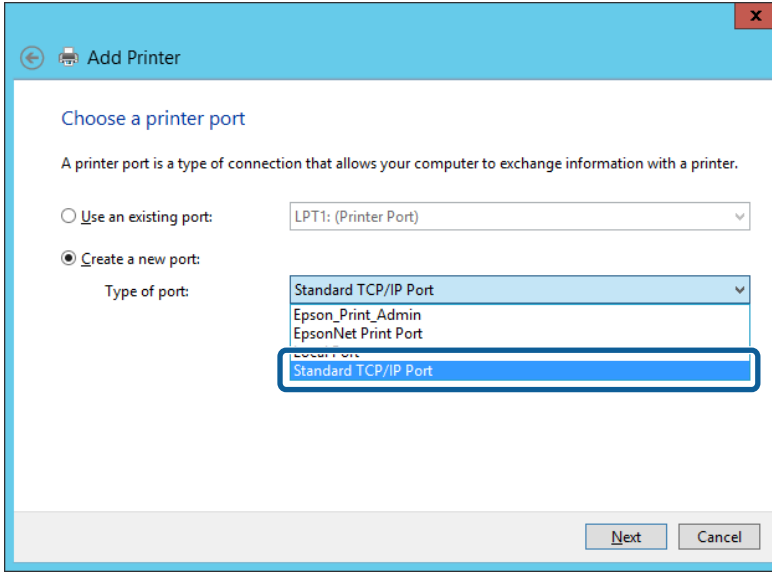 Add Printer
Choose a printer port
A printer port is a type of connection that allows your computer to exchange information with a printer.
Use an existing port: LPT1: (Printer Port)
Create a new port:
Type of port: Standard TCP/IP Port
Epson_Print_Admin
EpsonNet Print Port
Local Port
Standard TCP/IP Port
Next Cancel